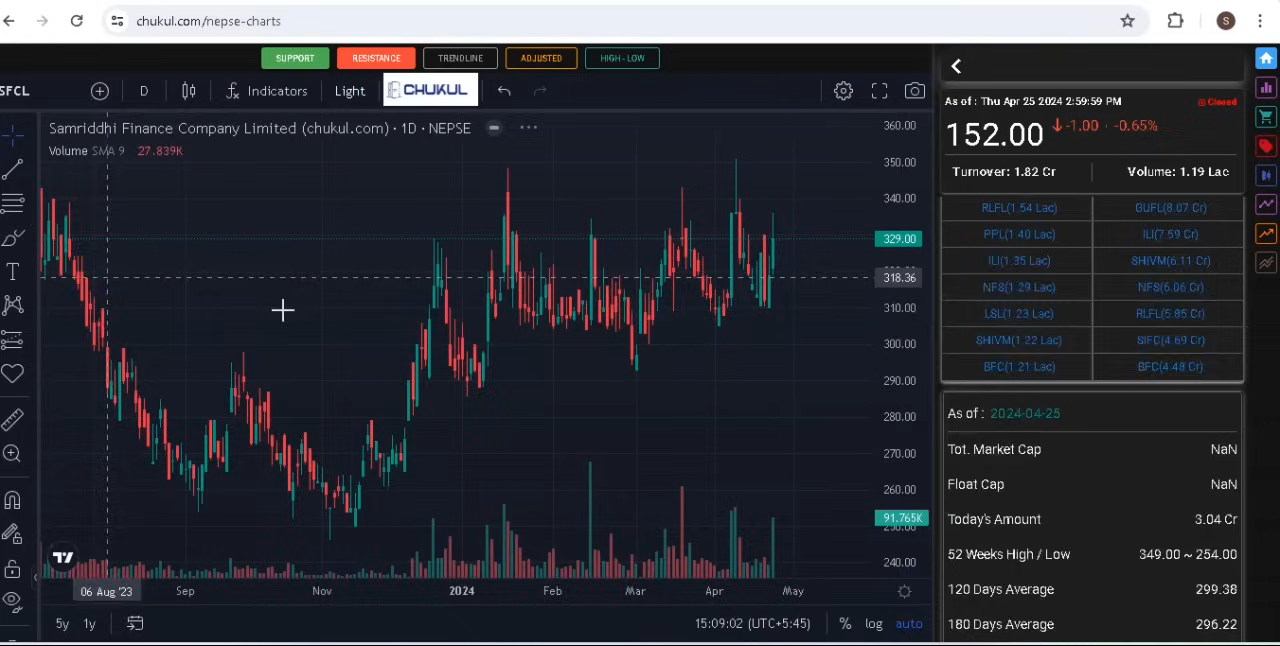 chukul.com/nepse-charts
S
SUPPORT RESISTANCE TRENDLINE ADJUSTED HIGH - LOW
SFCL D Indicators Light CHUKUL
Samriddhi Finance Company Limited (chukul.com) · 1D · NEPSE
Volume SMA 9 27.839K
360.00
350.00
340.00
329.00
318.36
310.00
300.00
290.00
280.00
270.00
260.00
91.765K
250.00
240.00
06 Aug '23 Sep Nov 2024 Feb Mar Apr May
5y 1y 15:09:02 (UTC+5:45) % log auto
As of : Thu Apr 25 2024 2:59:59 PM Closed
152.00 -1.00 · -0.65%
Turnover: 1.82 Cr Volume: 1.19 Lac
RLFL(1.54 Lac) GUFL(8.07 Cr)
PPL(1.40 Lac) ILI(7.59 Cr)
ILI(1.35 Lac) SHIVM(6.11 Cr)
NFS(1.29 Lac) NFS(6.06 Cr)
LSL(1.23 Lac) RLFL(5.85 Cr)
SHIVM(1.22 Lac) SIFC(4.69 Cr)
BFC(1.21 Lac) BFC(4.48 Cr)
As of : 2024-04-25
Tot. Market Cap NaN
Float Cap NaN
Today's Amount 3.04 Cr
52 Weeks High / Low 349.00 ~ 254.00
120 Days Average 299.38
180 Days Average 296.22